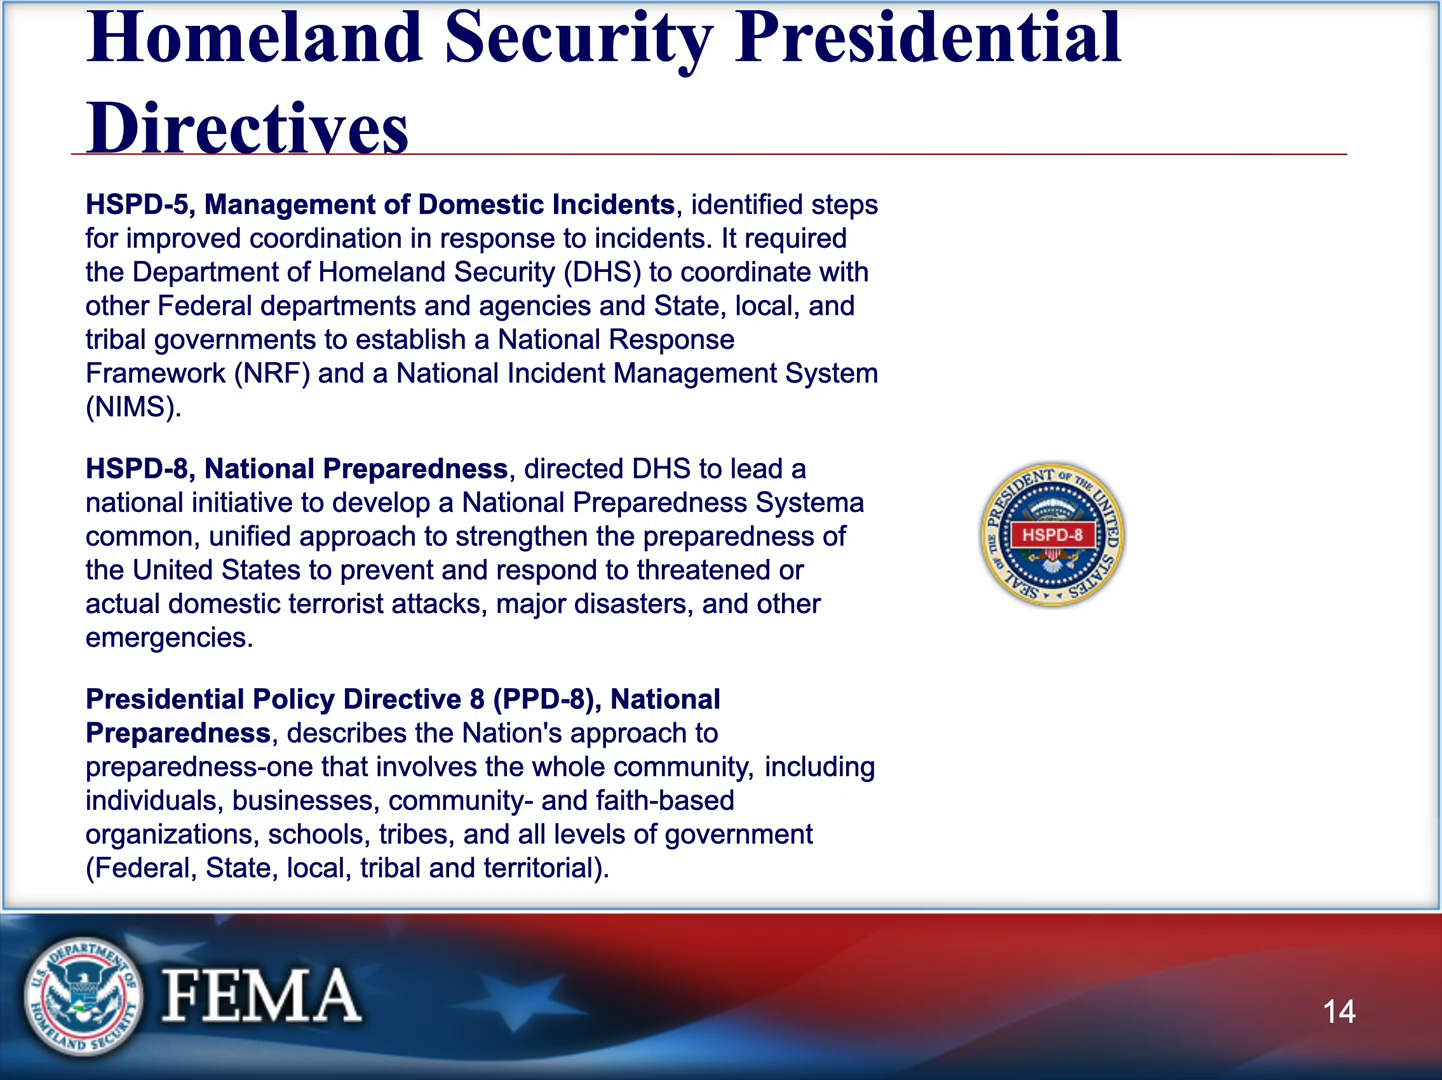 Homeland Security Presidential
Directives
HSPD-5, Management of Domestic Incidents, identified steps
for improved coordination in response to incidents. It required
the Department of Homeland Security (DHS) to coordinate with
other Federal departments and agencies and State, local, and
tribal governments to establish a National Response
Framework (NRF) and a National Incident Management System
(NIMS).
HSPD-8, National Preparedness, directed DHS to lead a
national initiative to develop a National Preparedness Systema
common, unified approach to strengthen the preparedness of
the United States to prevent and respond to threatened or
actual domestic terrorist attacks, major disasters, and other
emergencies.
SEAL OF THE PRESIDENT OF THE UNITED STATES
HSPD-8
Presidential Policy Directive 8 (PPD-8), National
Preparedness, describes the Nation's approach to
preparedness-one that involves the whole community, including
individuals, businesses, community- and faith-based
organizations, schools, tribes, and all levels of government
(Federal, State, local, tribal and territorial).
U.S. DEPARTMENT OF HOMELAND SECURITY
FEMA
14